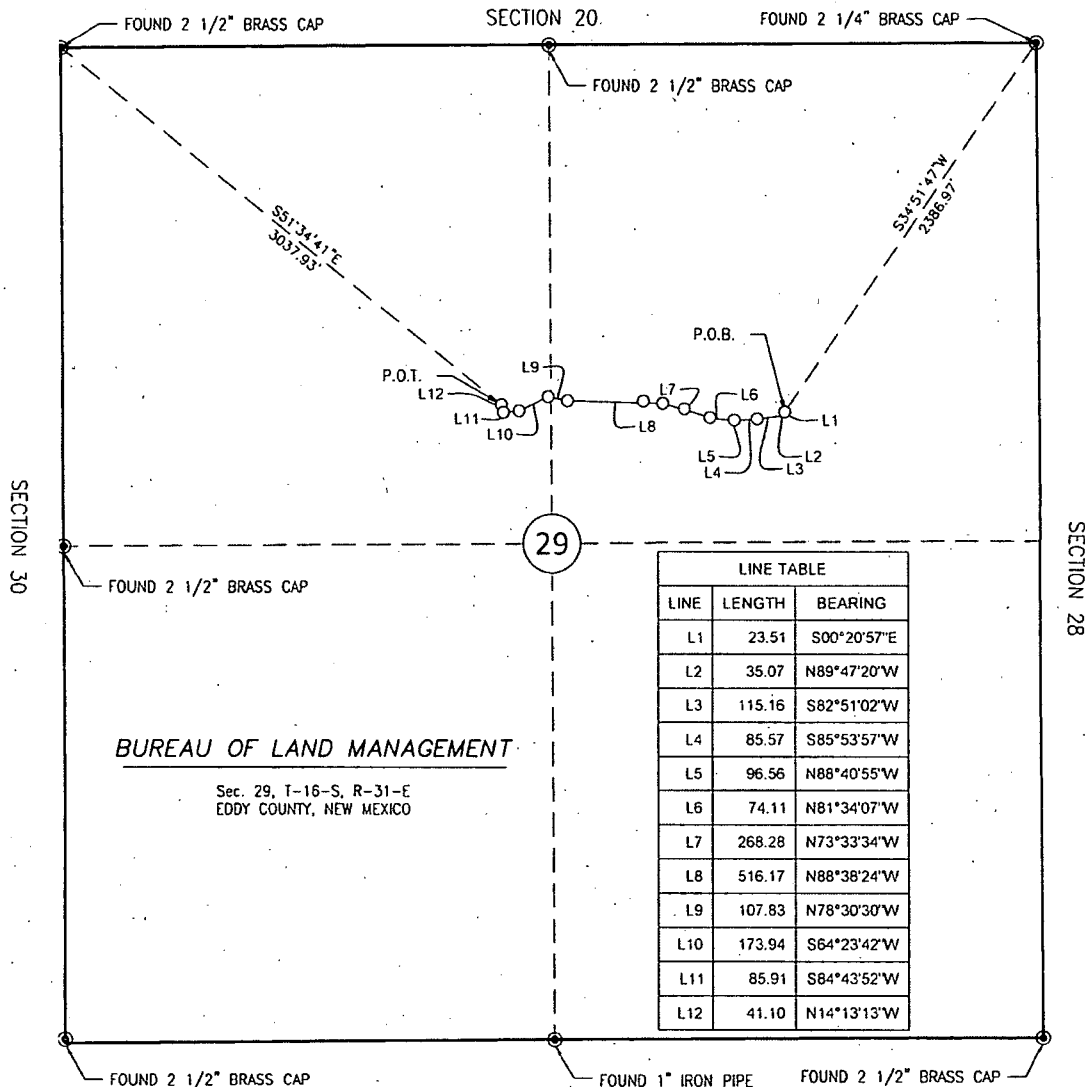 FOUND 2 1/2" BRASS CAP
SECTION 20
FOUND 2 1/4" BRASS CAP
FOUND 2 1/2" BRASS CAP
S51°34'41"E
3037.93'
S34°51'47"W
2386.97'
P.O.B.
P.O.T.
L12
L11
L10
L9
L8
L7
L6
L5
L4
L3
L2
L1
SECTION 30
29
SECTION 28
FOUND 2 1/2" BRASS CAP
LINE TABLE
LINE LENGTH BEARING
L1 23.51 S00°20'57"E
L2 35.07 N89°47'20"W
L3 115.16 S82°51'02"W
L4 85.57 S85°53'57"W
L5 96.56 N88°40'55"W
L6 74.11 N81°34'07"W
L7 268.28 N73°33'34"W
L8 516.17 N88°38'24"W
L9 107.83 N78°30'30"W
L10 173.94 S64°23'42"W
L11 85.91 S84°43'52"W
L12 41.10 N14°13'13"W
BUREAU OF LAND MANAGEMENT
Sec. 29, T-16-S, R-31-E
EDDY COUNTY, NEW MEXICO
FOUND 2 1/2" BRASS CAP
FOUND 1" IRON PIPE
FOUND 2 1/2" BRASS CAP